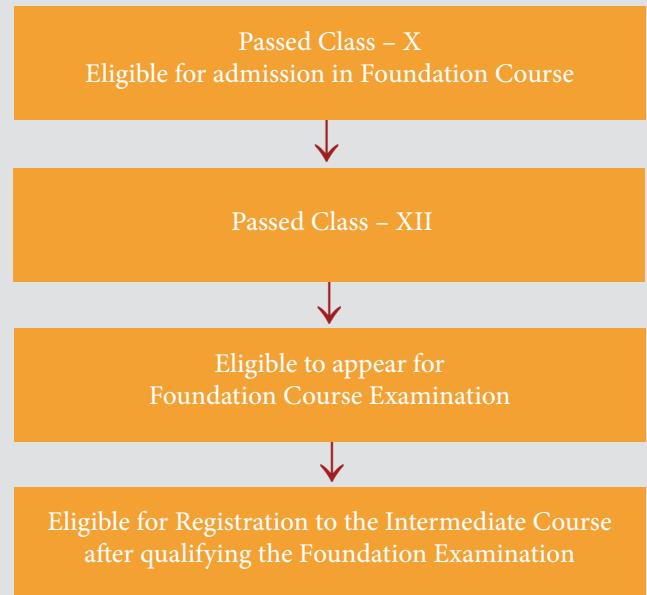 Passed Class – X
Eligible for admission in Foundation Course
Passed Class – XII
Eligible to appear for
Foundation Course Examination
Eligible for Registration to the Intermediate Course
after qualifying the Foundation Examination